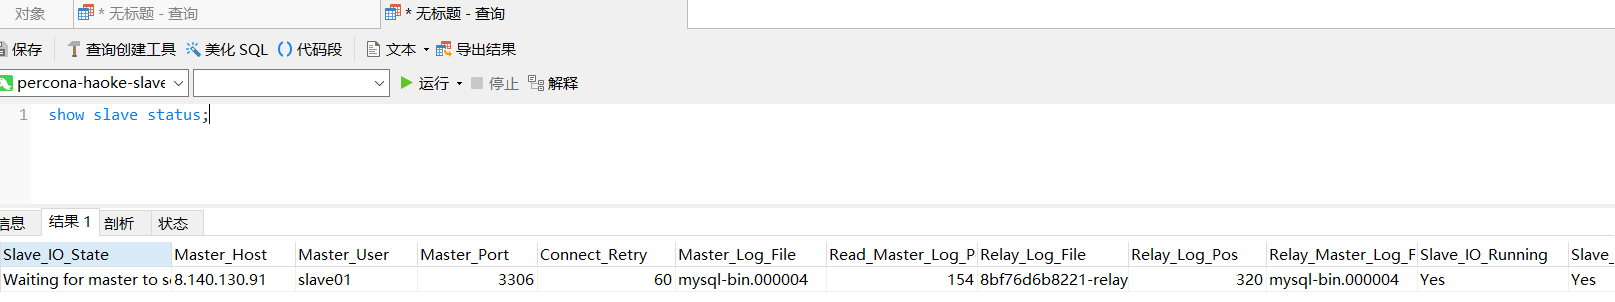 对象 * 无标题 - 查询 * 无标题 - 查询
保存 查询创建工具 美化 SQL () 代码段 文本 导出结果
percona-haoke-slave 运行 停止 解释
1 show slave status;
信息 结果 1 剖析 状态
Slave_IO_State Master_Host Master_User Master_Port Connect_Retry Master_Log_File Read_Master_Log_P Relay_Log_File Relay_Log_Pos Relay_Master_Log_F Slave_IO_Running Slave_
Waiting for master to se 8.140.130.91 slave01 3306 60 mysql-bin.000004 154 8bf76d6b8221-relay 320 mysql-bin.000004 Yes Yes